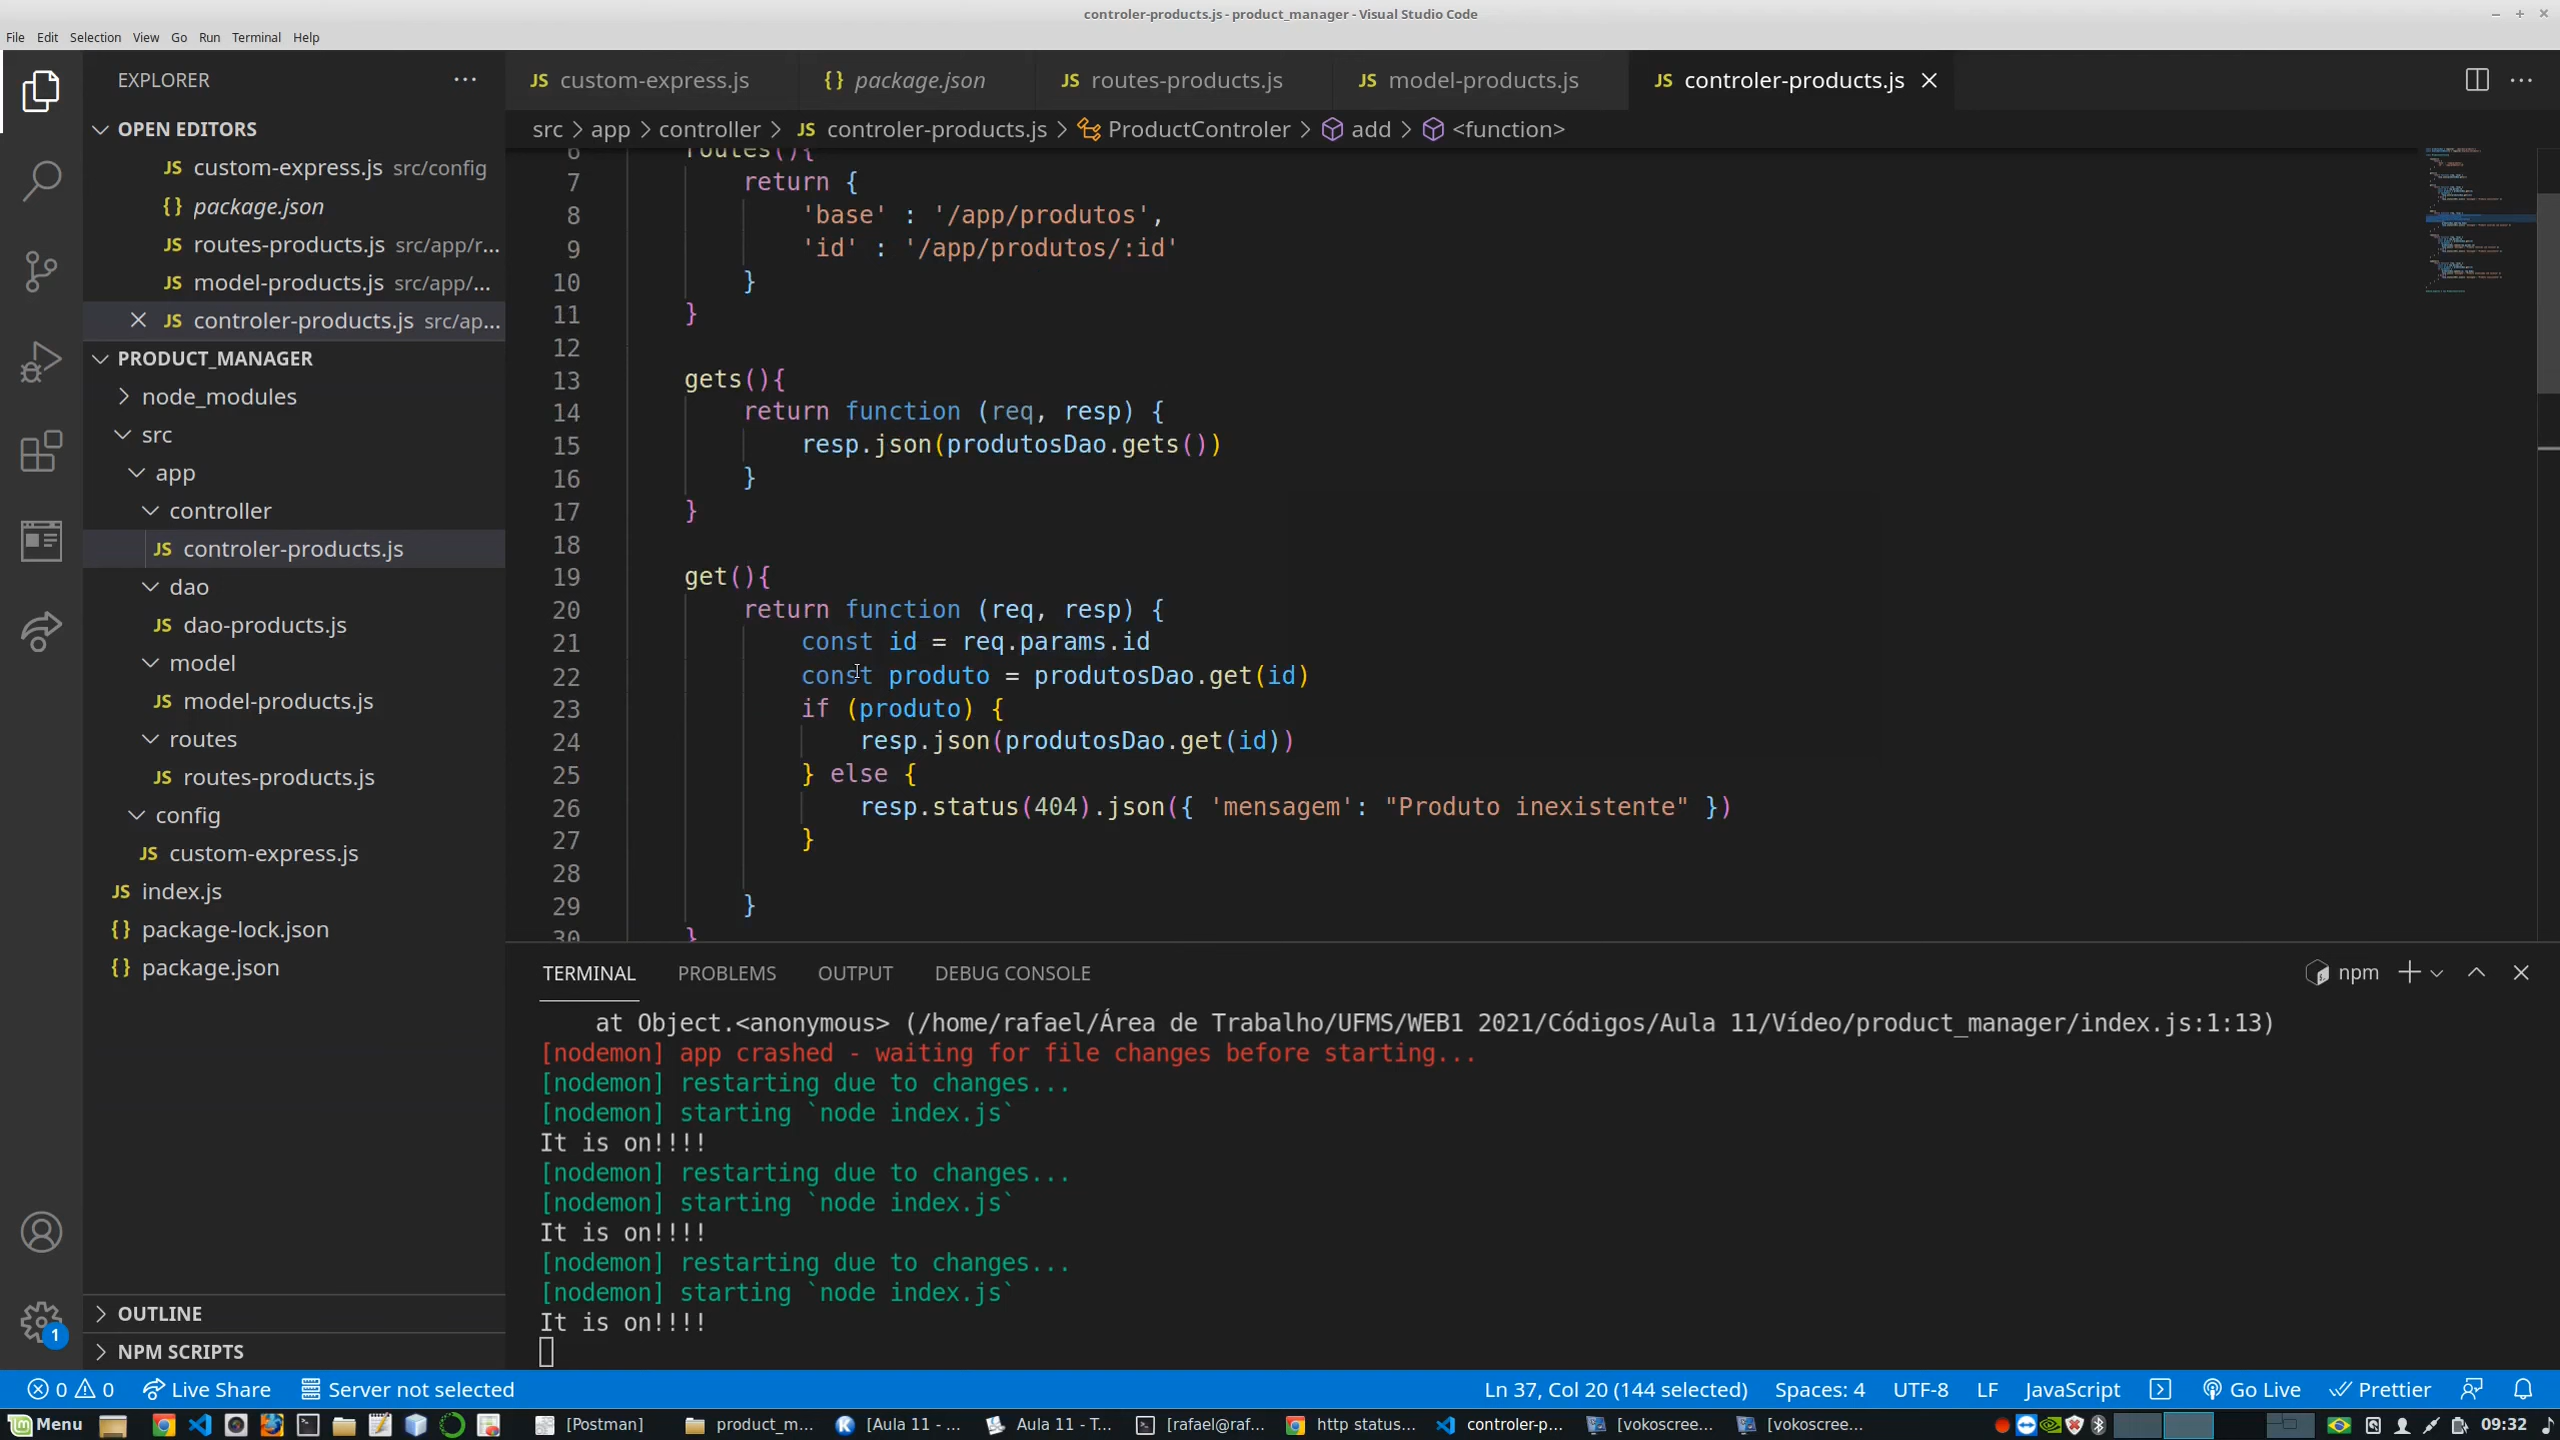 controler-products.js - product_manager - Visual Studio Code
File Edit Selection View Go Run Terminal Help
EXPLORER
OPEN EDITORS
JS custom-express.js src/config
{} package.json
JS routes-products.js src/app/r...
JS model-products.js src/app/...
JS controler-products.js src/ap...
PRODUCT_MANAGER
node_modules
src
app
controller
JS controler-products.js
dao
JS dao-products.js
model
JS model-products.js
routes
JS routes-products.js
config
JS custom-express.js
JS index.js
{} package-lock.json
{} package.json
OUTLINE
NPM SCRIPTS
1
JS custom-express.js {} package.json JS routes-products.js JS model-products.js JS controler-products.js
src > app > controller > JS controler-products.js > ProductControler > add > <function>
6 routes(){
7 return {
8 'base' : '/app/produtos',
9 'id' : '/app/produtos/:id'
10 }
11 }
12
13 gets(){
14 return function (req, resp) {
15 resp.json(produtosDao.gets())
16 }
17 }
18
19 get(){
20 return function (req, resp) {
21 const id = req.params.id
22 const produto = produtosDao.get(id)
23 if (produto) {
24 resp.json(produtosDao.get(id))
25 } else {
26 resp.status(404).json({ 'mensagem': "Produto inexistente" })
27 }
28
29 }
30 }
TERMINAL PROBLEMS OUTPUT DEBUG CONSOLE npm
at Object.<anonymous> (/home/rafael/Área de Trabalho/UFMS/WEB1 2021/Códigos/Aula 11/Vídeo/product_manager/index.js:1:13)
[nodemon] app crashed - waiting for file changes before starting...
[nodemon] restarting due to changes...
[nodemon] starting `node index.js`
It is on!!!!
[nodemon] restarting due to changes...
[nodemon] starting `node index.js`
It is on!!!!
[nodemon] restarting due to changes...
[nodemon] starting `node index.js`
It is on!!!!
0 0 Live Share Server not selected Ln 37, Col 20 (144 selected) Spaces: 4 UTF-8 LF JavaScript Go Live Prettier
Menu [Postman] product_m... [Aula 11 - ... Aula 11 - T... [rafael@raf... http status... controler-p... [vokoscree... [vokoscree... 09:32